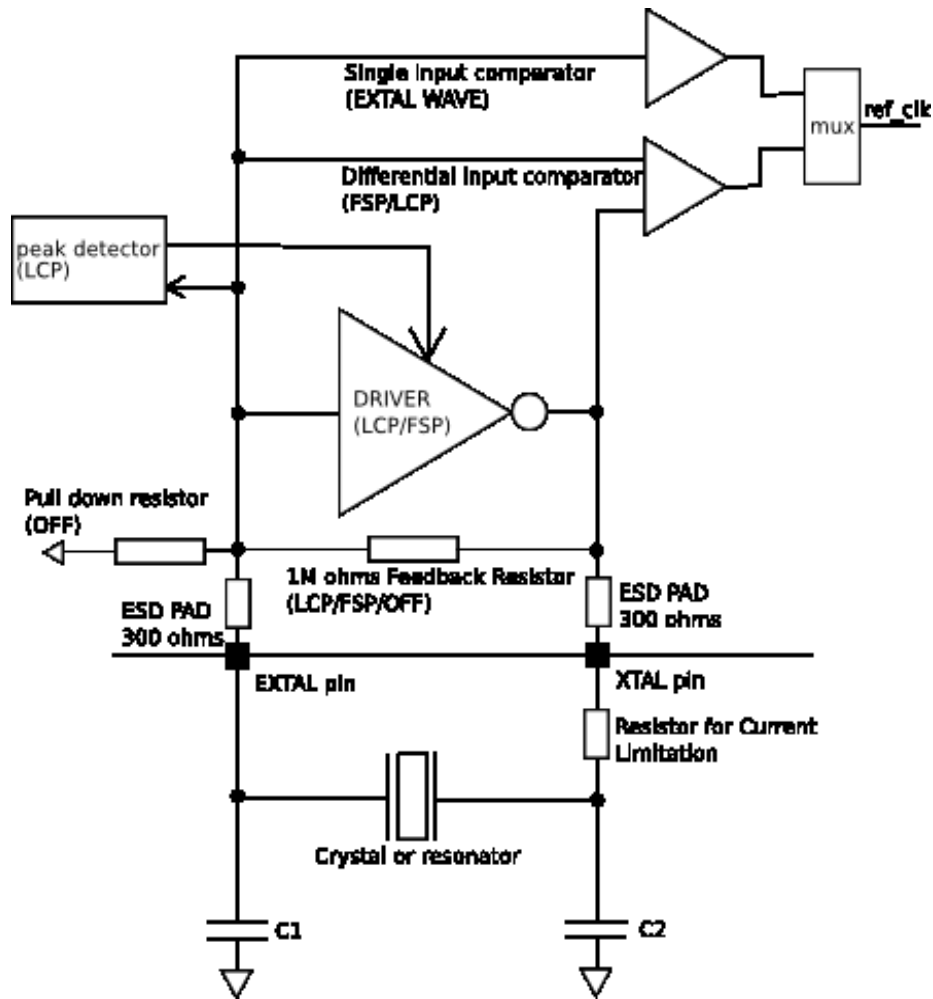 Single input comparator
(EXTAL WAVE)
ref_clk
mux
Differential input comparator
(FSP/LCP)
peak detector
(LCP)
DRIVER
(LCP/FSP)
Pull down resistor
(OFF)
1M ohms Feedback Resistor
(LCP/FSP/OFF)
ESD PAD
300 ohms
ESD PAD
300 ohms
EXTAL pin
XTAL pin
Resistor for Current
Limitation
Crystal or resonator
C1
C2